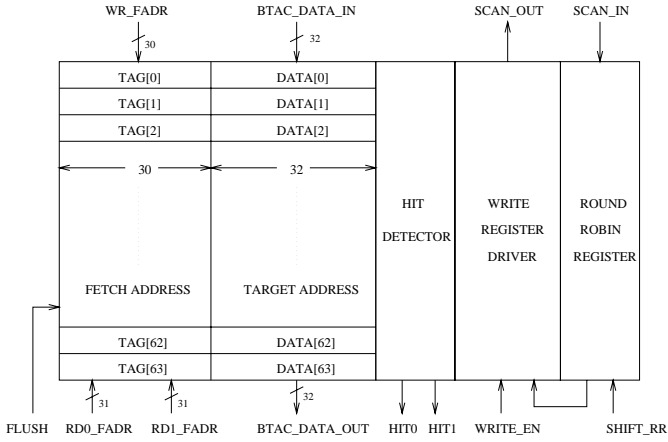 WR_FADR BTAC_DATA_IN SCAN_OUT SCAN_IN
30 32
TAG[0] DATA[0]
TAG[1] DATA[1]
TAG[2] DATA[2]
30 32
HIT WRITE ROUND
DETECTOR REGISTER ROBIN
DRIVER REGISTER
FETCH ADDRESS TARGET ADDRESS
TAG[62] DATA[62]
TAG[63] DATA[63]
31 31 32
FLUSH RD0_FADR RD1_FADR BTAC_DATA_OUT HIT0 HIT1 WRITE_EN SHIFT_RR